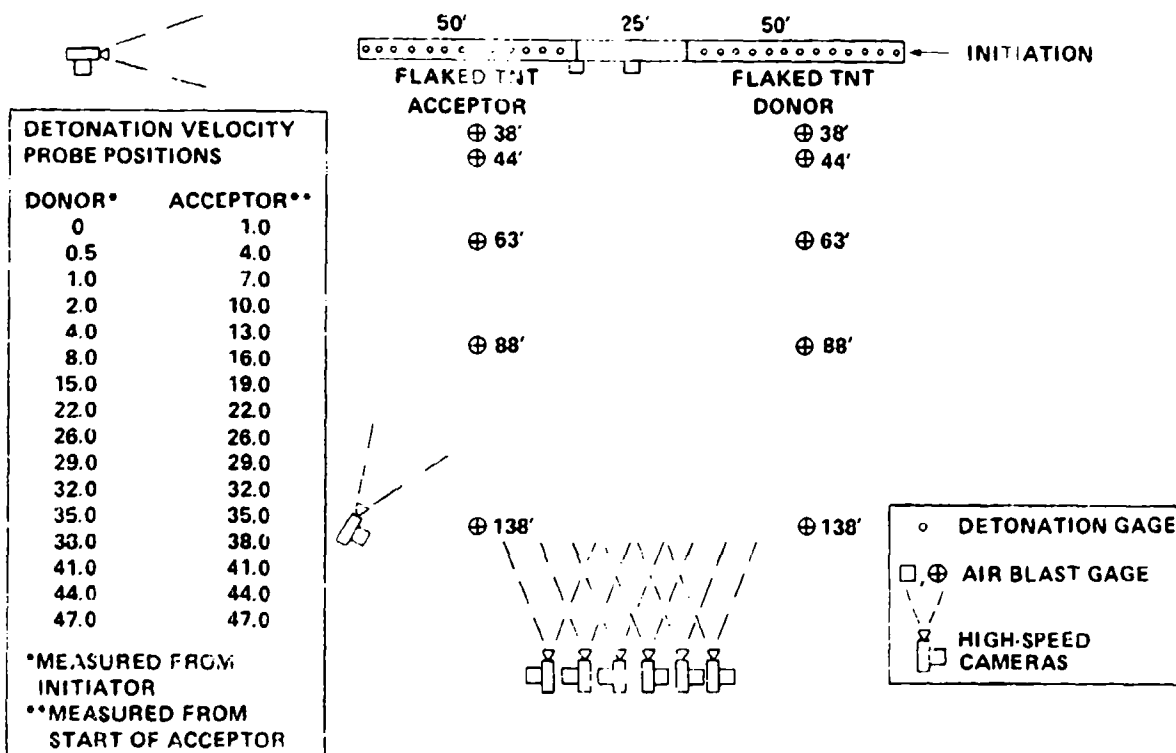 50' 25' 50'
INITIATION
FLAKED TNT FLAKED TNT
ACCEPTOR DONOR
38' 38'
44' 44'
63' 63'
88' 88'
138' 138'
DETONATION VELOCITY
PROBE POSITIONS
DONOR* ACCEPTOR**
0 1.0
0.5 4.0
1.0 7.0
2.0 10.0
4.0 13.0
8.0 16.0
15.0 19.0
22.0 22.0
26.0 26.0
29.0 29.0
32.0 32.0
35.0 35.0
33.0 38.0
41.0 41.0
44.0 44.0
47.0 47.0
*MEASURED FROM
INITIATOR
**MEASURED FROM
START OF ACCEPTOR
DETONATION GAGE
AIR BLAST GAGE
HIGH-SPEED
CAMERAS